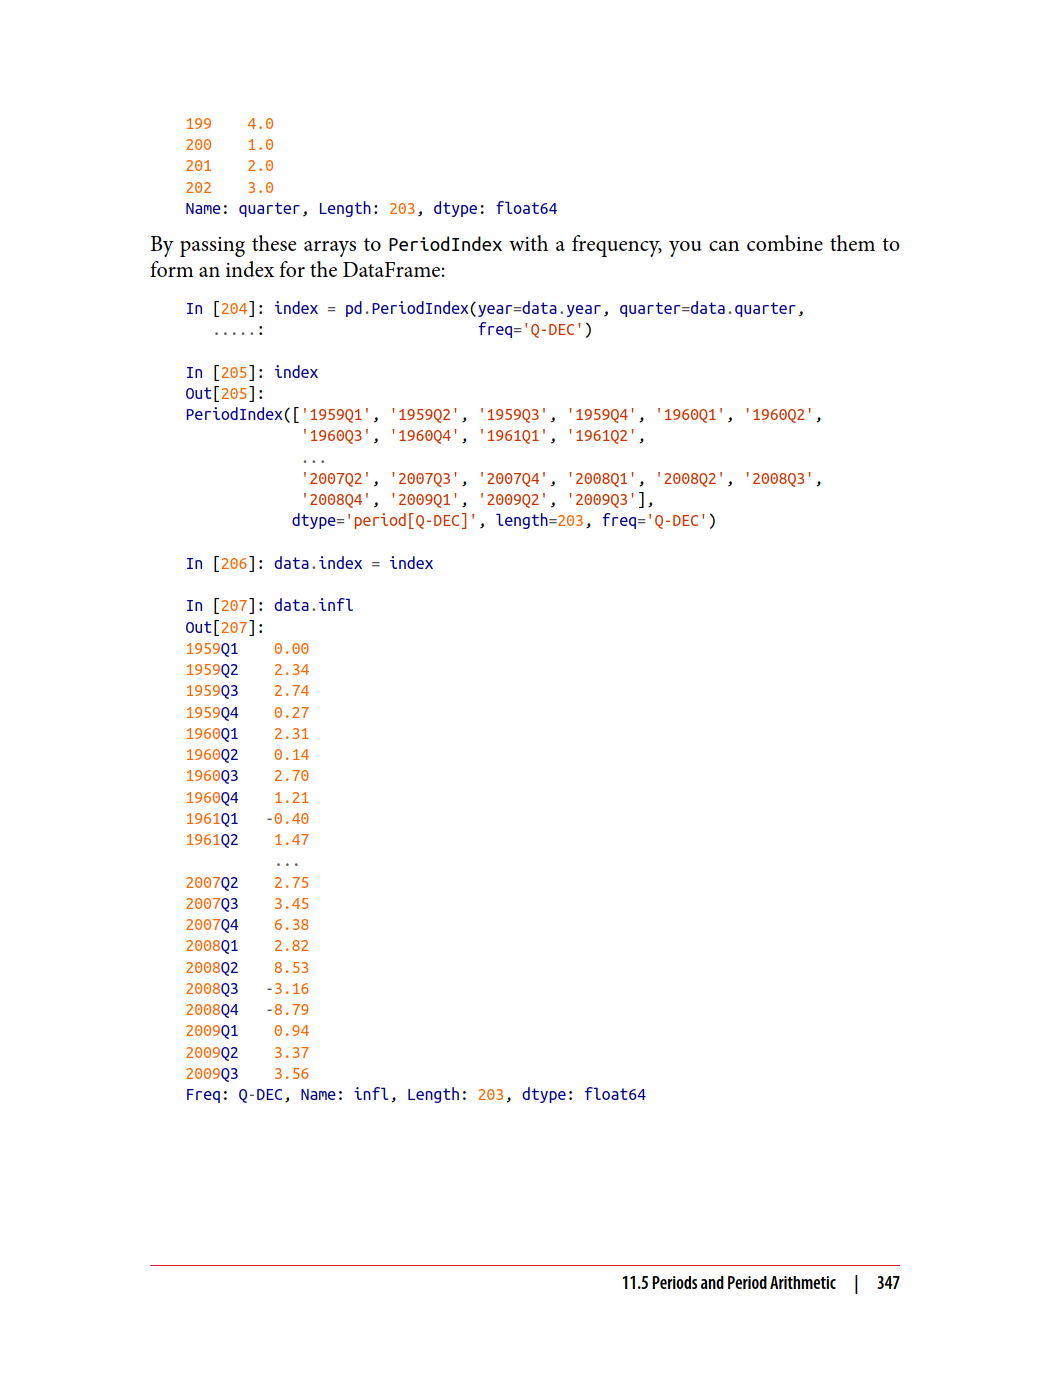 199    4.0
200    1.0
201    2.0
202    3.0
Name: quarter, Length: 203, dtype: float64
By passing these arrays to PeriodIndex with a frequency, you can combine them to
form an index for the DataFrame:
In [204]: index = pd.PeriodIndex(year=data.year, quarter=data.quarter,
   .....:                        freq='Q-DEC')
In [205]: index
Out[205]:
PeriodIndex(['1959Q1', '1959Q2', '1959Q3', '1959Q4', '1960Q1', '1960Q2',
             '1960Q3', '1960Q4', '1961Q1', '1961Q2',
             ...
             '2007Q2', '2007Q3', '2007Q4', '2008Q1', '2008Q2', '2008Q3',
             '2008Q4', '2009Q1', '2009Q2', '2009Q3'],
            dtype='period[Q-DEC]', length=203, freq='Q-DEC')
In [206]: data.index = index
In [207]: data.infl
Out[207]:
1959Q1    0.00
1959Q2    2.34
1959Q3    2.74
1959Q4    0.27
1960Q1    2.31
1960Q2    0.14
1960Q3    2.70
1960Q4    1.21
1961Q1   -0.40
1961Q2    1.47
          ...
2007Q2    2.75
2007Q3    3.45
2007Q4    6.38
2008Q1    2.82
2008Q2    8.53
2008Q3   -3.16
2008Q4   -8.79
2009Q1    0.94
2009Q2    3.37
2009Q3    3.56
Freq: Q-DEC, Name: infl, Length: 203, dtype: float64
11.5 Periods and Period Arithmetic | 347